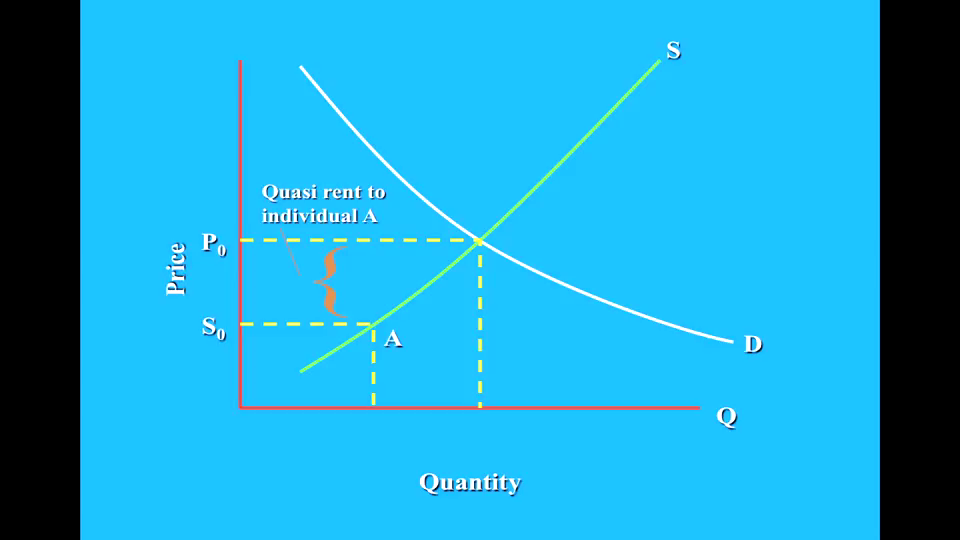 S
Quasi rent to
individual A
P0
Price
S0
A
D
Q
Quantity